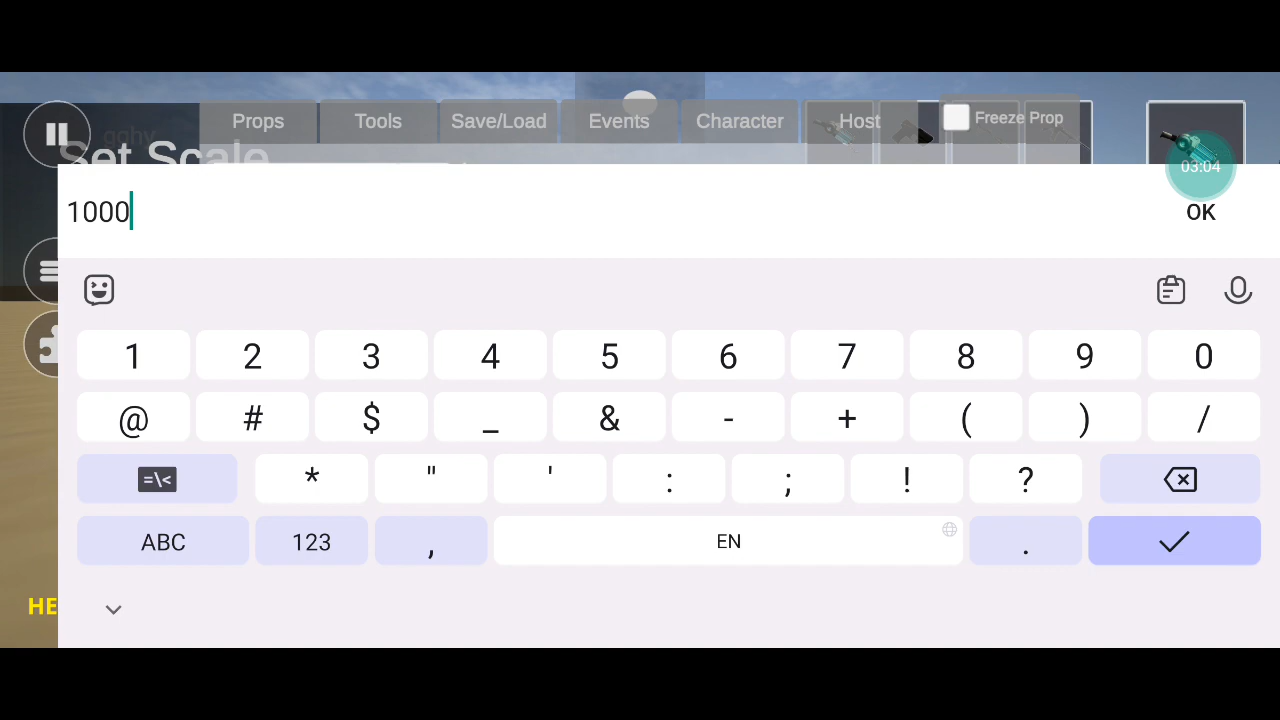 Props Tools Save/Load Events Character Host Freeze Prop
gghv
Set Scale
03:04
1000
OK
1 2 3 4 5 6 7 8 9 0
@ # $ _ & - + ( ) /
=\< * " ' : ; ! ?
ABC 123 , EN .
HE